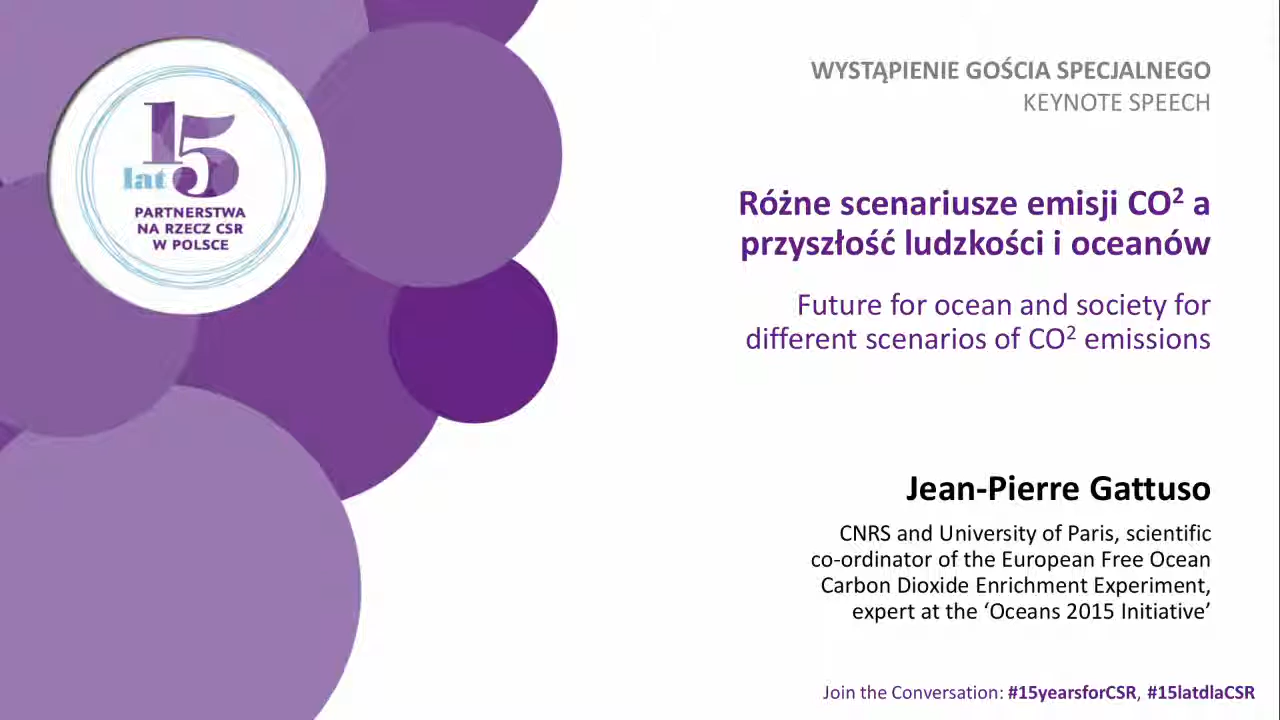 15
lat
PARTNERSTWA
NA RZECZ CSR
W POLSCE
WYSTĄPIENIE GOŚCIA SPECJALNEGO
KEYNOTE SPEECH
Różne scenariusze emisji CO² a
przyszłość ludzkości i oceanów
Future for ocean and society for
different scenarios of CO² emissions
Jean-Pierre Gattuso
CNRS and University of Paris, scientific
co-ordinator of the European Free Ocean
Carbon Dioxide Enrichment Experiment,
expert at the ‘Oceans 2015 Initiative’
Join the Conversation: #15yearsforCSR, #15latdlaCSR